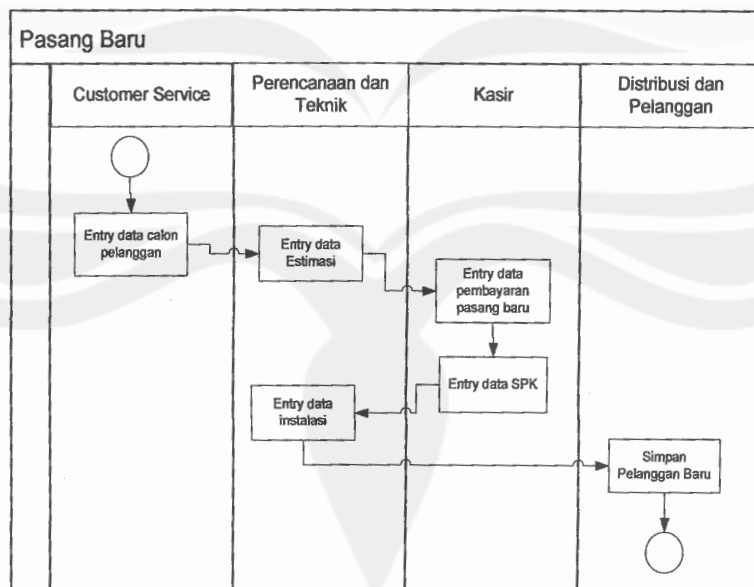 Pasang Baru
Customer Service
Perencanaan dan
Teknik
Kasir
Distribusi dan
Pelanggan
Entry data calon
pelanggan
Entry data
Estimasi
Entry data
pembayaran
pasang baru
Entry data SPK
Entry data
instalasi
Simpan
Pelanggan Baru